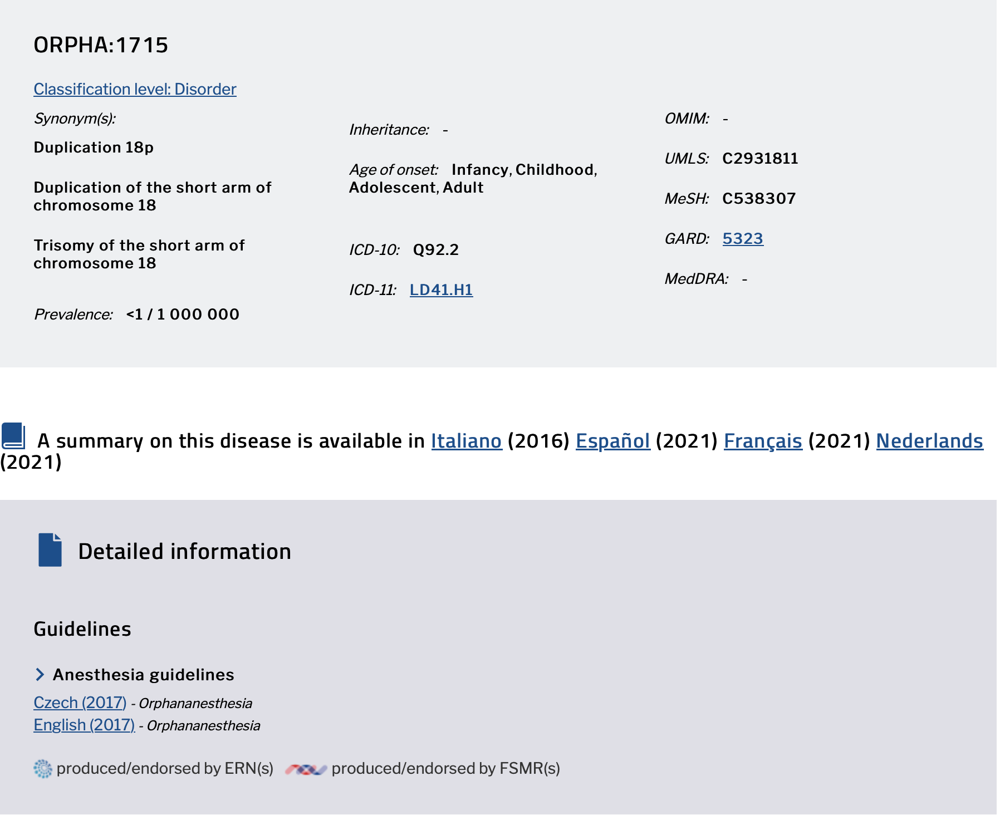 ORPHA:1715
Classification level: Disorder
Synonym(s):
Duplication 18p
Duplication of the short arm of
chromosome 18
Trisomy of the short arm of
chromosome 18
Prevalence: <1 / 1 000 000
Inheritance: -
Age of onset: Infancy, Childhood,
Adolescent, Adult
ICD-10: Q92.2
ICD-11: LD41.H1
OMIM: -
UMLS: C2931811
MeSH: C538307
GARD: 5323
MedDRA: -
A summary on this disease is available in Italiano (2016) Español (2021) Français (2021) Nederlands
(2021)
Detailed information
Guidelines
Anesthesia guidelines
Czech (2017) - Orphananesthesia
English (2017) - Orphananesthesia
produced/endorsed by ERN(s) produced/endorsed by FSMR(s)